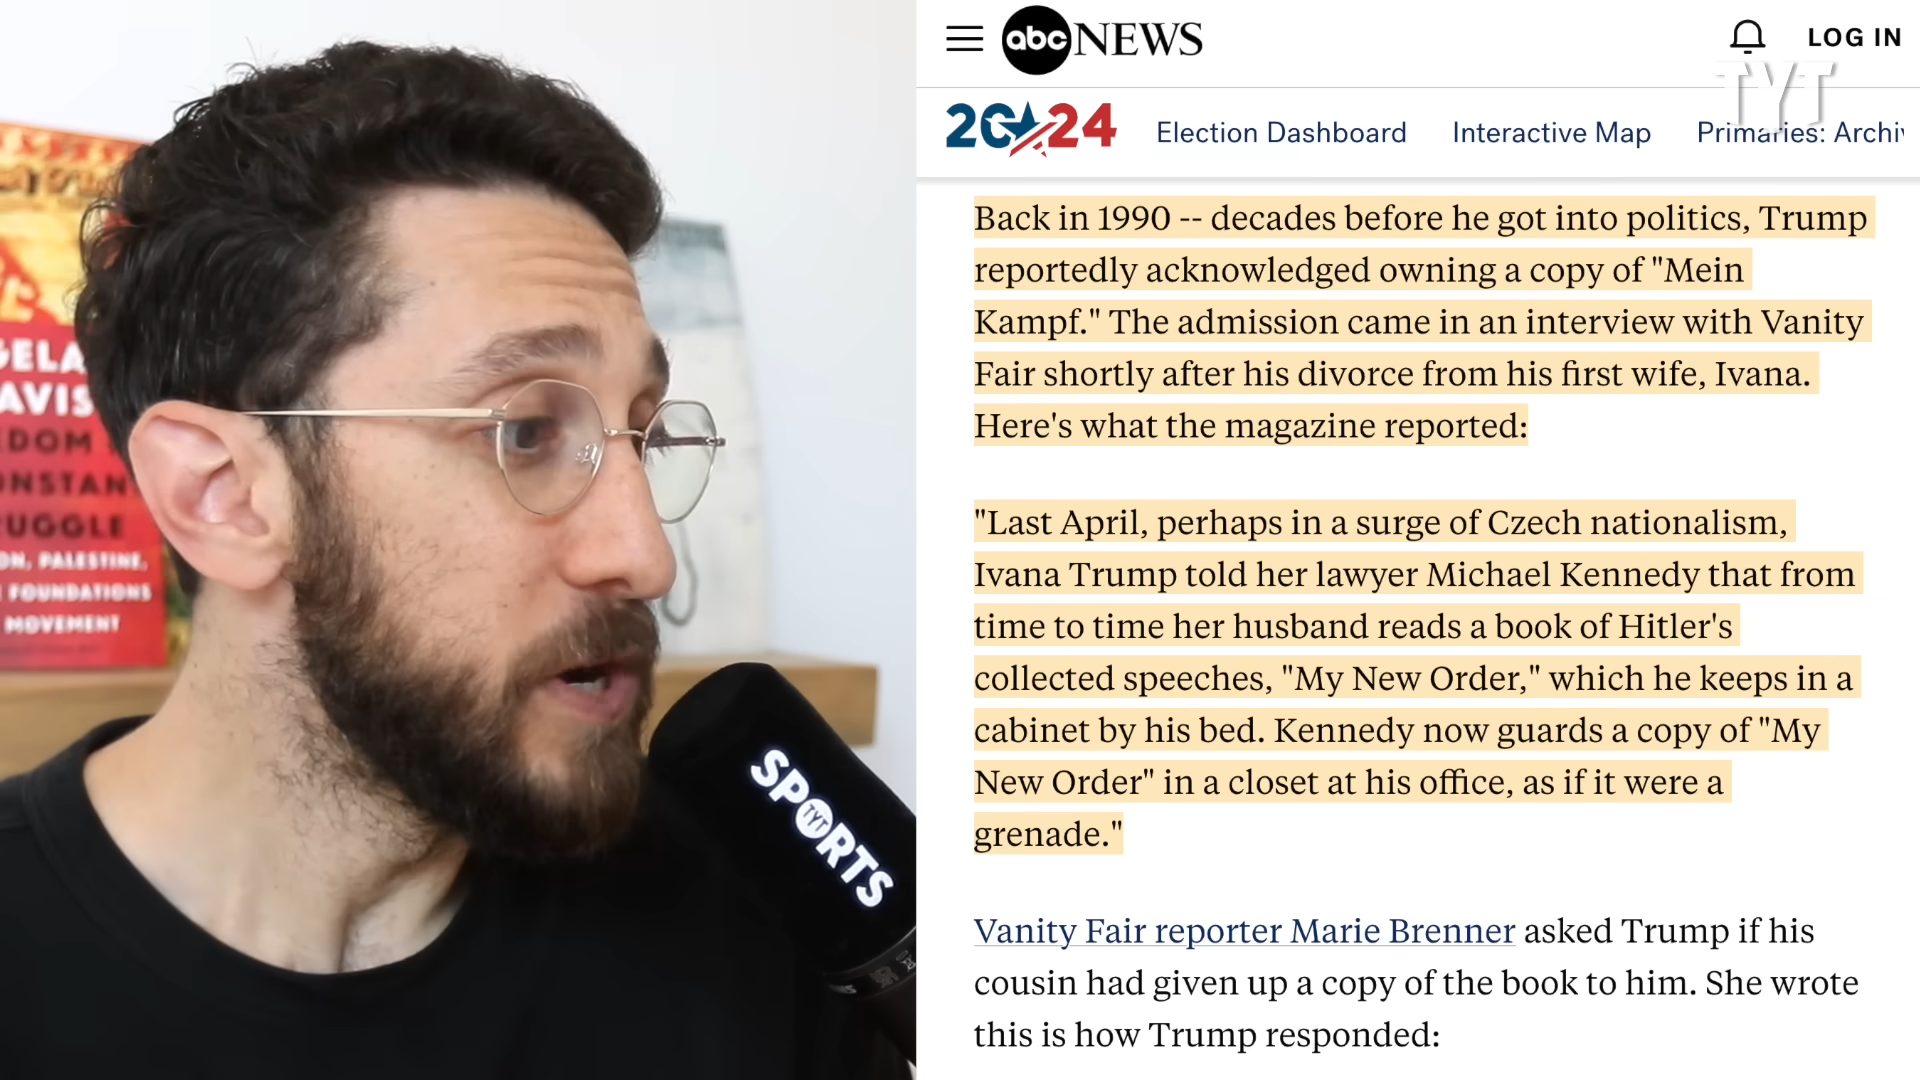 abc NEWS
LOG IN
TYT
2024
Election Dashboard
Interactive Map
Primaries: Archiv
Back in 1990 -- decades before he got into politics, Trump
reportedly acknowledged owning a copy of "Mein
Kampf." The admission came in an interview with Vanity
Fair shortly after his divorce from his first wife, Ivana.
Here's what the magazine reported:
"Last April, perhaps in a surge of Czech nationalism,
Ivana Trump told her lawyer Michael Kennedy that from
time to time her husband reads a book of Hitler's
collected speeches, "My New Order," which he keeps in a
cabinet by his bed. Kennedy now guards a copy of "My
New Order" in a closet at his office, as if it were a
grenade."
Vanity Fair reporter Marie Brenner asked Trump if his
cousin had given up a copy of the book to him. She wrote
this is how Trump responded:
GELA
AVIS
EDOM
ONSTAN
RUGGLE
ON, PALESTINE,
FOUNDATIONS
MOVEMENT
SPORTS
TYT